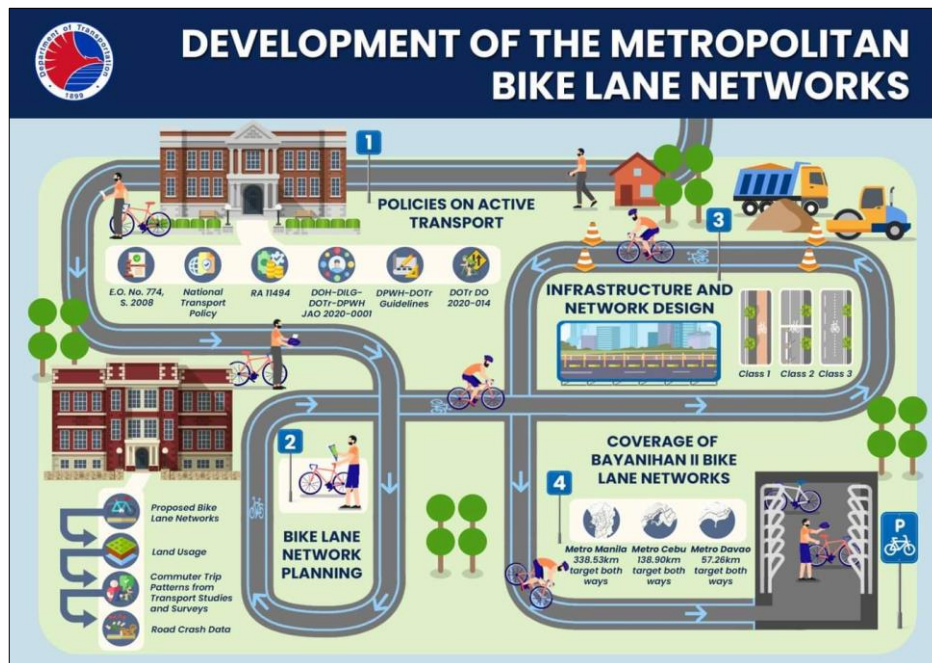 Department of Transportation
1899
DEVELOPMENT OF THE METROPOLITAN
BIKE LANE NETWORKS
1
POLICIES ON ACTIVE
TRANSPORT
E.O. No. 774,
S. 2008
National
Transport
Policy
RA 11494
DOH-DILG-
DOTr-DPWH
JAO 2020-0001
DPWH-DOTr
Guidelines
DOTr DO
2020-014
3
INFRASTRUCTURE AND
NETWORK DESIGN
Class 1
Class 2
Class 3
2
BIKE LANE
NETWORK
PLANNING
Proposed Bike
Lane Networks
Land Usage
Commuter Trip
Patterns from
Transport Studies
and Surveys
Road Crash Data
4
COVERAGE OF
BAYANIHAN II BIKE
LANE NETWORKS
Metro Manila
338.53km
target both
ways
Metro Cebu
138.90km
target both
ways
Metro Davao
57.26km
target both
ways
P